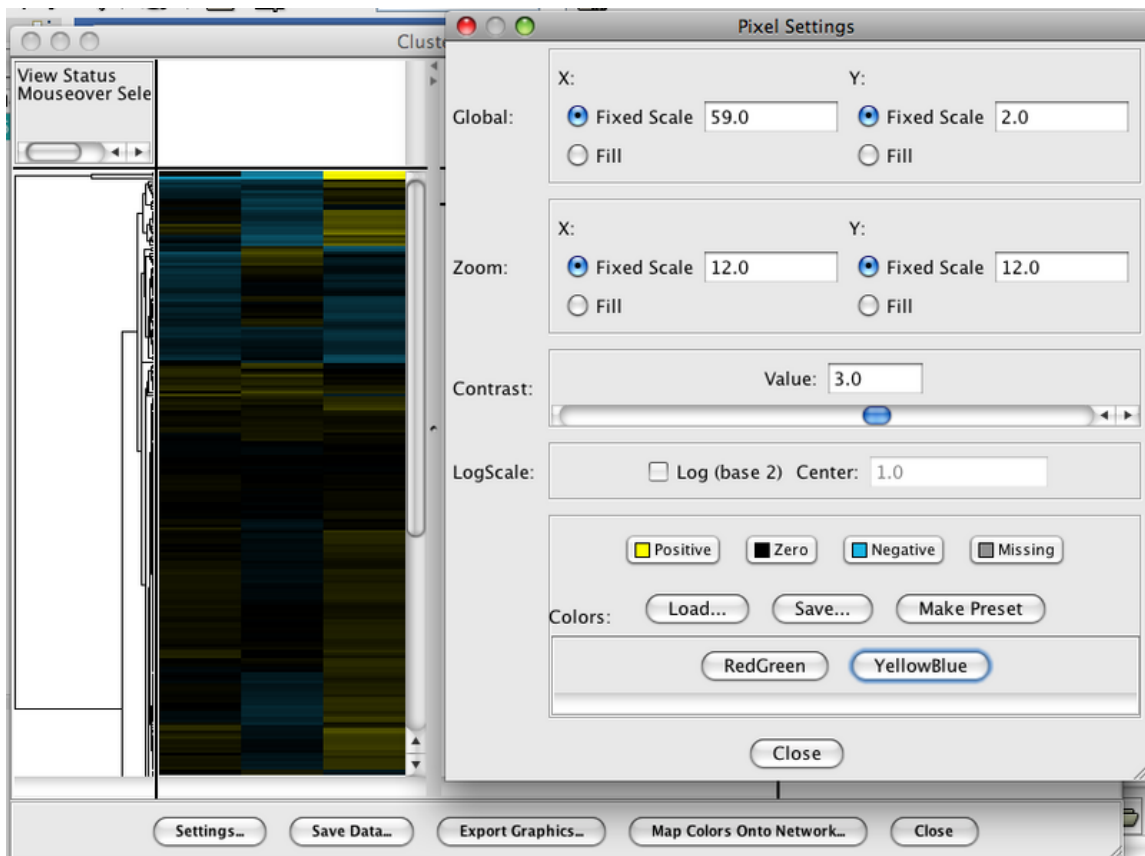 Cluste
View Status
Mouseover Sele
Pixel Settings
X: Y:
Global: Fixed Scale 59.0 Fixed Scale 2.0
Fill Fill
X: Y:
Zoom: Fixed Scale 12.0 Fixed Scale 12.0
Fill Fill
Contrast: Value: 3.0
LogScale: Log (base 2) Center: 1.0
Positive Zero Negative Missing
Colors: Load... Save... Make Preset
RedGreen YellowBlue
Close
Settings... Save Data... Export Graphics... Map Colors Onto Network... Close